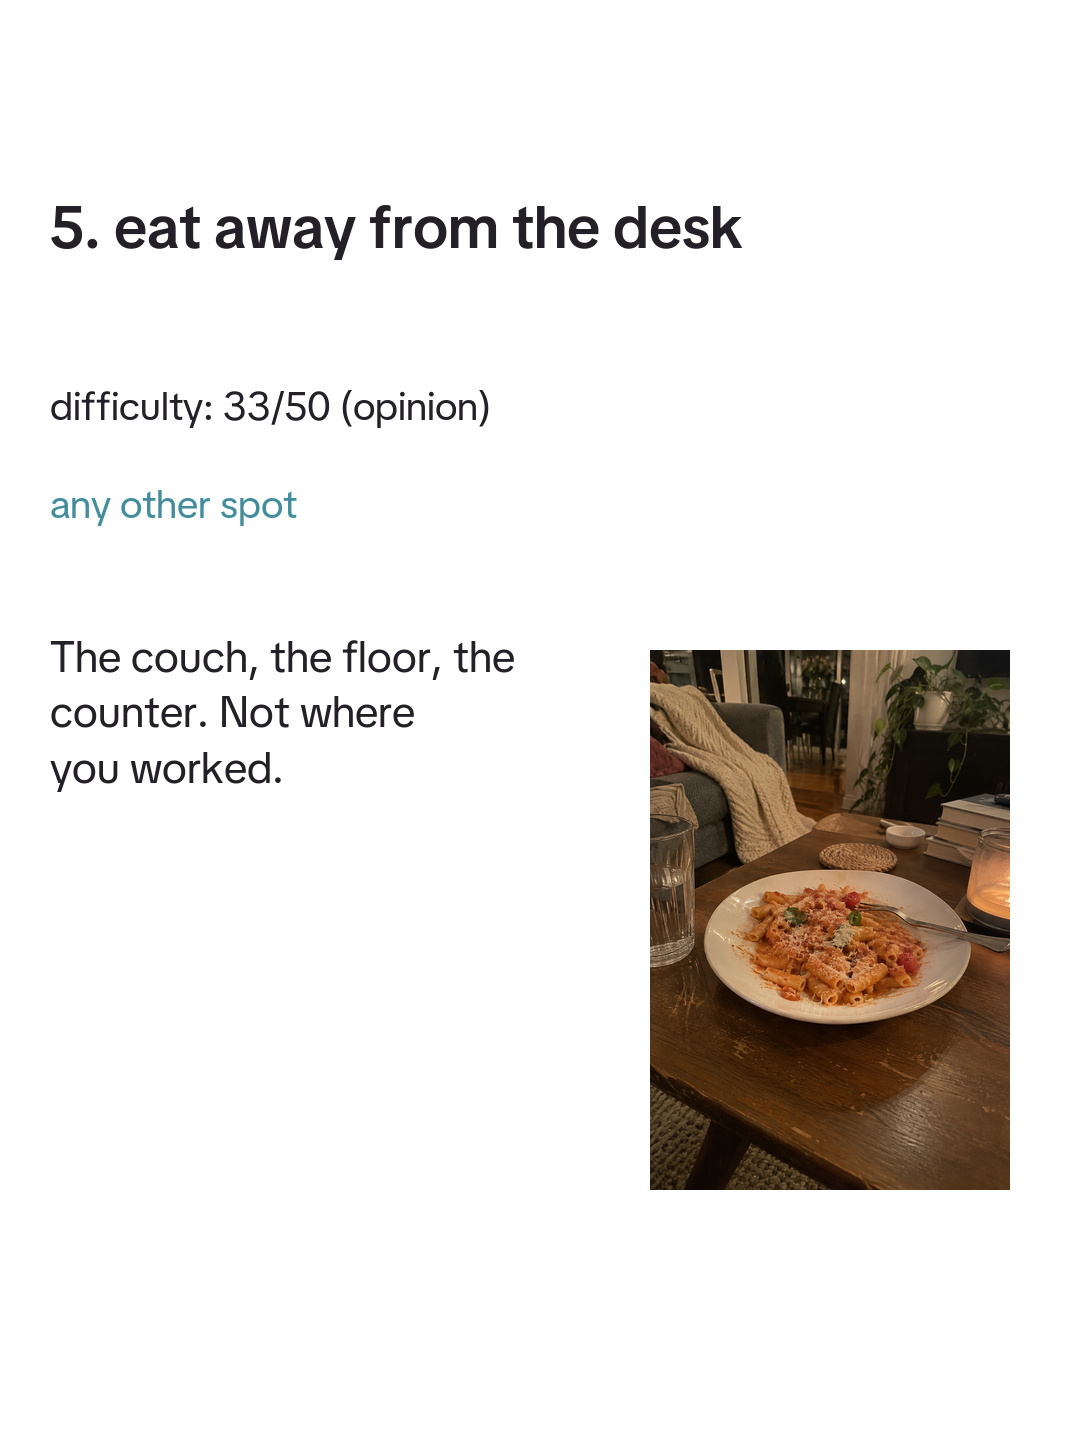 5. eat away from the desk
difficulty: 33/50 (opinion)
any other spot
The couch, the floor, the
counter. Not where
you worked.